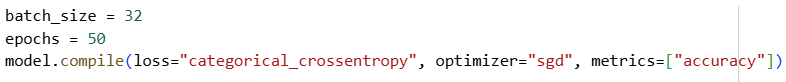 batch_size = 32
epochs = 50
model.compile(loss="categorical_crossentropy", optimizer="sgd", metrics=["accuracy"])